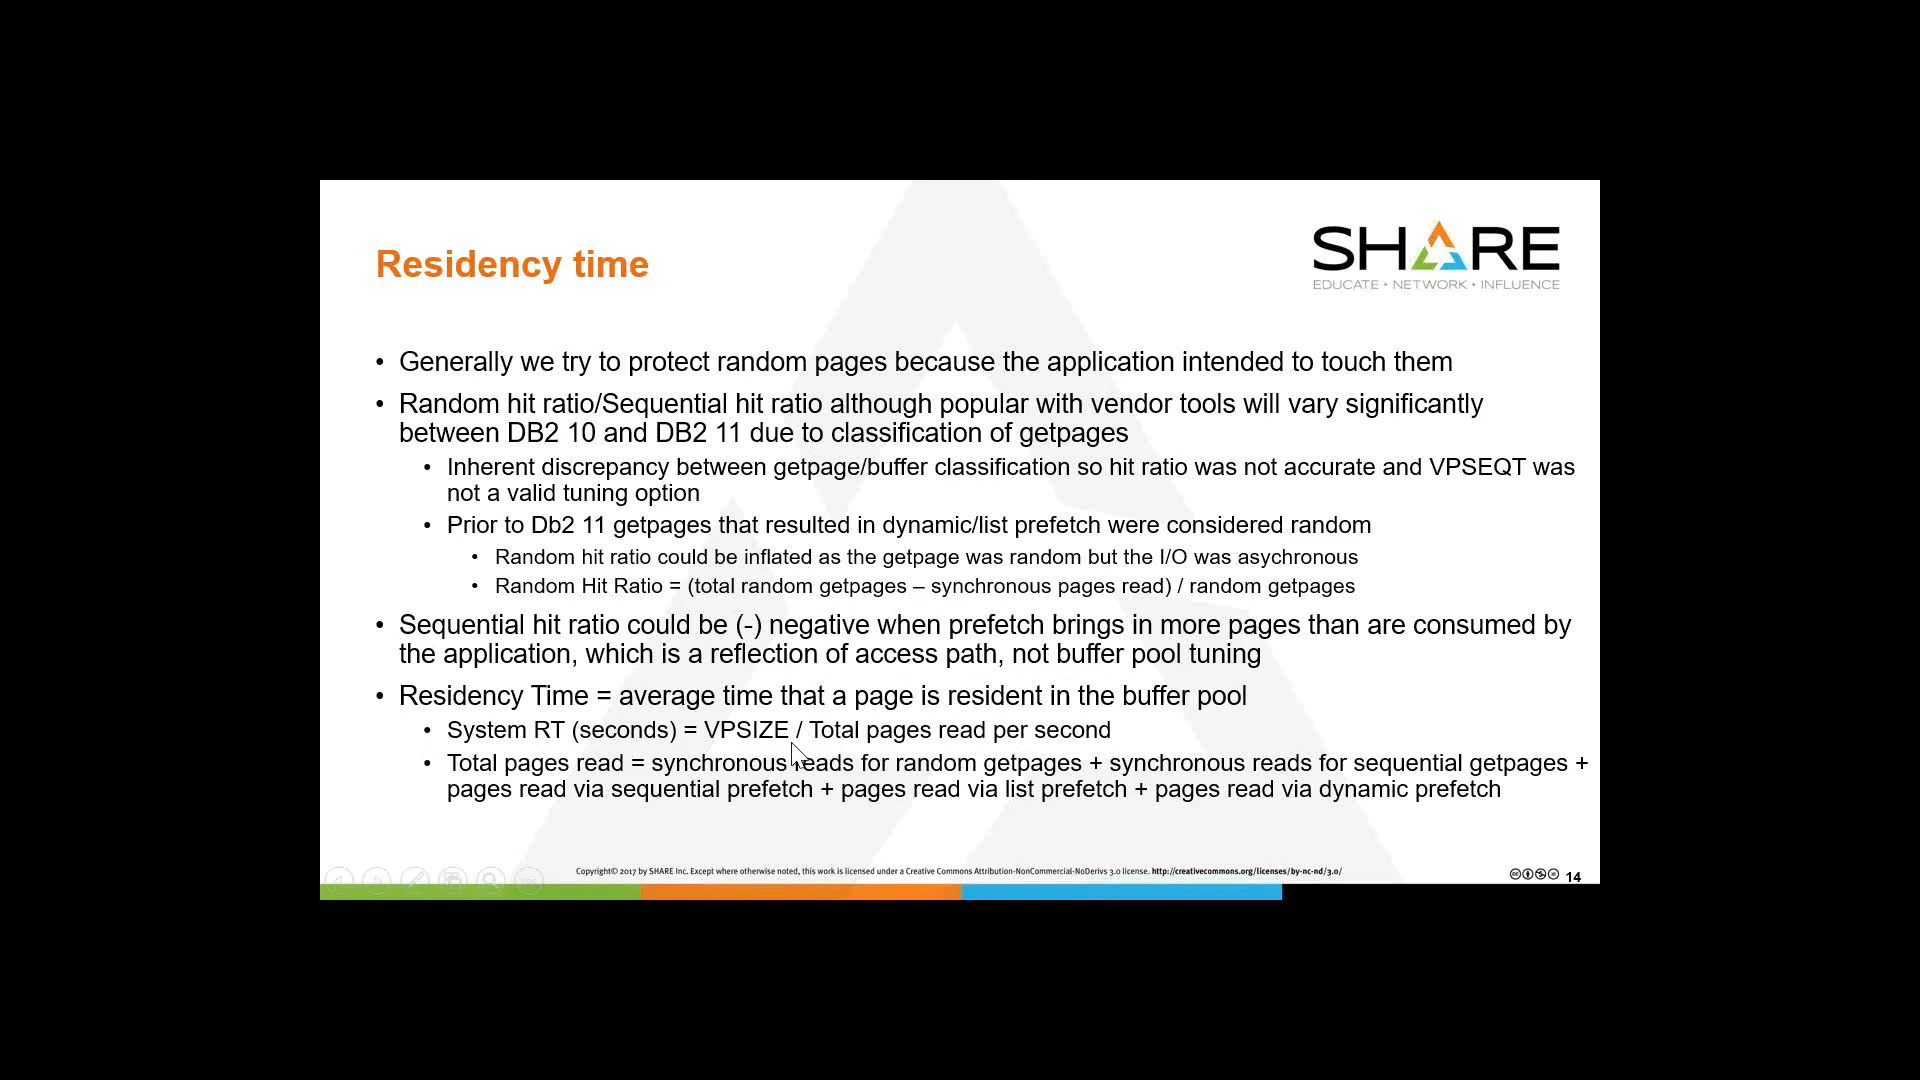 Residency time
SHARE
EDUCATE • NETWORK • INFLUENCE
• Generally we try to protect random pages because the application intended to touch them
• Random hit ratio/Sequential hit ratio although popular with vendor tools will vary significantly
between DB2 10 and DB2 11 due to classification of getpages
• Inherent discrepancy between getpage/buffer classification so hit ratio was not accurate and VPSEQT was
not a valid tuning option
• Prior to Db2 11 getpages that resulted in dynamic/list prefetch were considered random
• Random hit ratio could be inflated as the getpage was random but the I/O was asychronous
• Random Hit Ratio = (total random getpages – synchronous pages read) / random getpages
• Sequential hit ratio could be (-) negative when prefetch brings in more pages than are consumed by
the application, which is a reflection of access path, not buffer pool tuning
• Residency Time = average time that a page is resident in the buffer pool
• System RT (seconds) = VPSIZE / Total pages read per second
• Total pages read = synchronous reads for random getpages + synchronous reads for sequential getpages +
pages read via sequential prefetch + pages read via list prefetch + pages read via dynamic prefetch
Copyright© 2017 by SHARE Inc. Except where otherwise noted, this work is licensed under a Creative Commons Attribution-NonCommercial-NoDerivs 3.0 license. http://creativecommons.org/licenses/by-nc-nd/3.0/
14